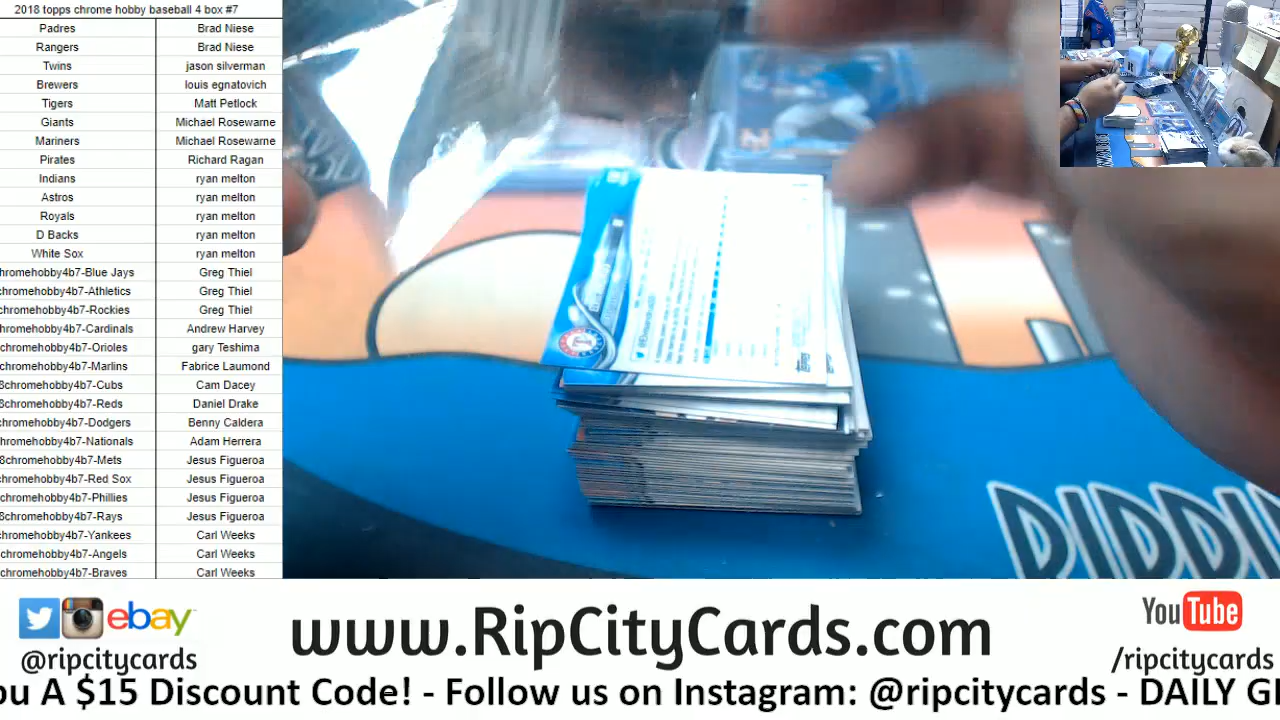 2018 topps chrome hobby baseball 4 box #7
Padres Brad Niese
Rangers Brad Niese
Twins jason silverman
Brewers louis egnatovich
Tigers Matt Petlock
Giants Michael Rosewarne
Mariners Michael Rosewarne
Pirates Richard Ragan
Indians ryan melton
Astros ryan melton
Royals ryan melton
D Backs ryan melton
White Sox ryan melton
hromehobby4b7-Blue Jays Greg Thiel
chromehobby4b7-Athletics Greg Thiel
chromehobby4b7-Rockies Greg Thiel
chromehobby4b7-Cardinals Andrew Harvey
chromehobby4b7-Orioles gary Teshima
chromehobby4b7-Marlins Fabrice Laumond
8chromehobby4b7-Cubs Cam Dacey
8chromehobby4b7-Reds Daniel Drake
chromehobby4b7-Dodgers Benny Caldera
chromehobby4b7-Nationals Adam Herrera
8chromehobby4b7-Mets Jesus Figueroa
chromehobby4b7-Red Sox Jesus Figueroa
chromehobby4b7-Phillies Jesus Figueroa
8chromehobby4b7-Rays Jesus Figueroa
chromehobby4b7-Yankees Carl Weeks
chromehobby4b7-Angels Carl Weeks
chromehobby4b7-Braves Carl Weeks
ebay
@ripcitycards
www.RipCityCards.com
YouTube
/ripcitycards
ou A $15 Discount Code! - Follow us on Instagram: @ripcitycards - DAILY GI